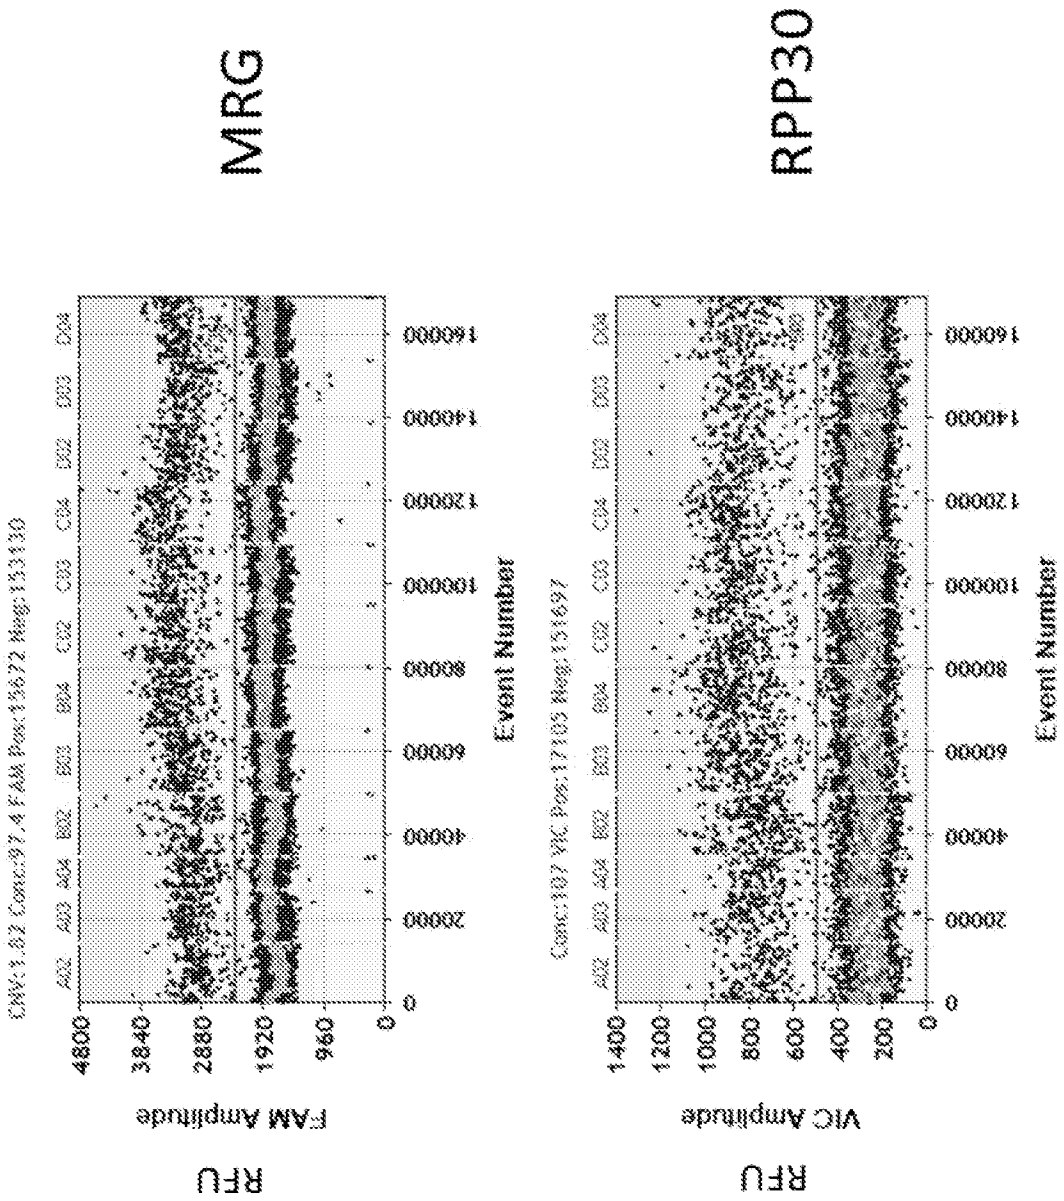 CNV:1.82 Conc:97.4 FAM Pos:15672 Neg:153130
A02 A03 A04 B02 B03 B04 C02 C03 C04 D02 D03 D04
4800
3840
2880
1920
960
0
0 20000 40000 60000 80000 100000 120000 140000 160000
FAM Amplitude
Event Number
RFU
MRG
Conc:107 VIC Pos:17105 Neg:151697
A02 A03 A04 B02 B03 B04 C02 C03 C04 D02 D03 D04
1400
1200
1000
800
600
400
200
0
0 20000 40000 60000 80000 100000 120000 140000 160000
VIC Amplitude
Event Number
RFU
RPP30